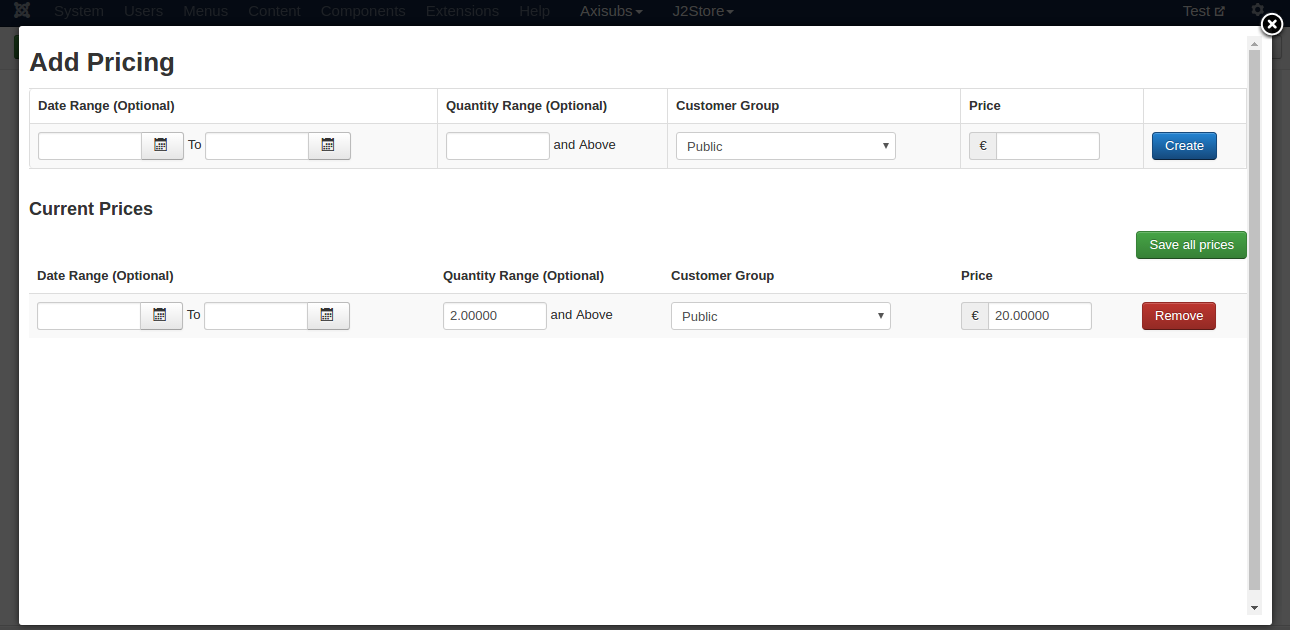 System Users Menus Content Components Extensions Help Axisubs J2Store Test
Add Pricing
Date Range (Optional) Quantity Range (Optional) Customer Group Price
To and Above Public € Create
Current Prices
Save all prices
Date Range (Optional) Quantity Range (Optional) Customer Group Price
To 2.00000 and Above Public € 20.00000 Remove